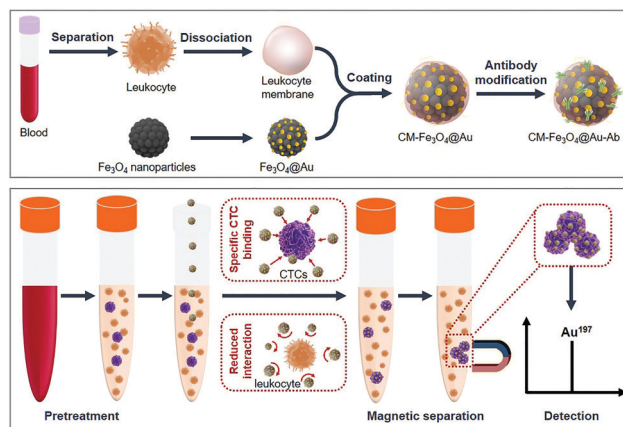 Separation
Dissociation
Leukocyte
Leukocyte
membrane
Blood
Coating
Antibody
modification
Fe₃O₄ nanoparticles
Fe₃O₄@Au
CM-Fe₃O₄@Au
CM-Fe₃O₄@Au-Ab
Specific CTC
binding
CTCs
Reduced
interaction
leukocyte
Au¹⁹⁷
Pretreatment
Magnetic separation
Detection